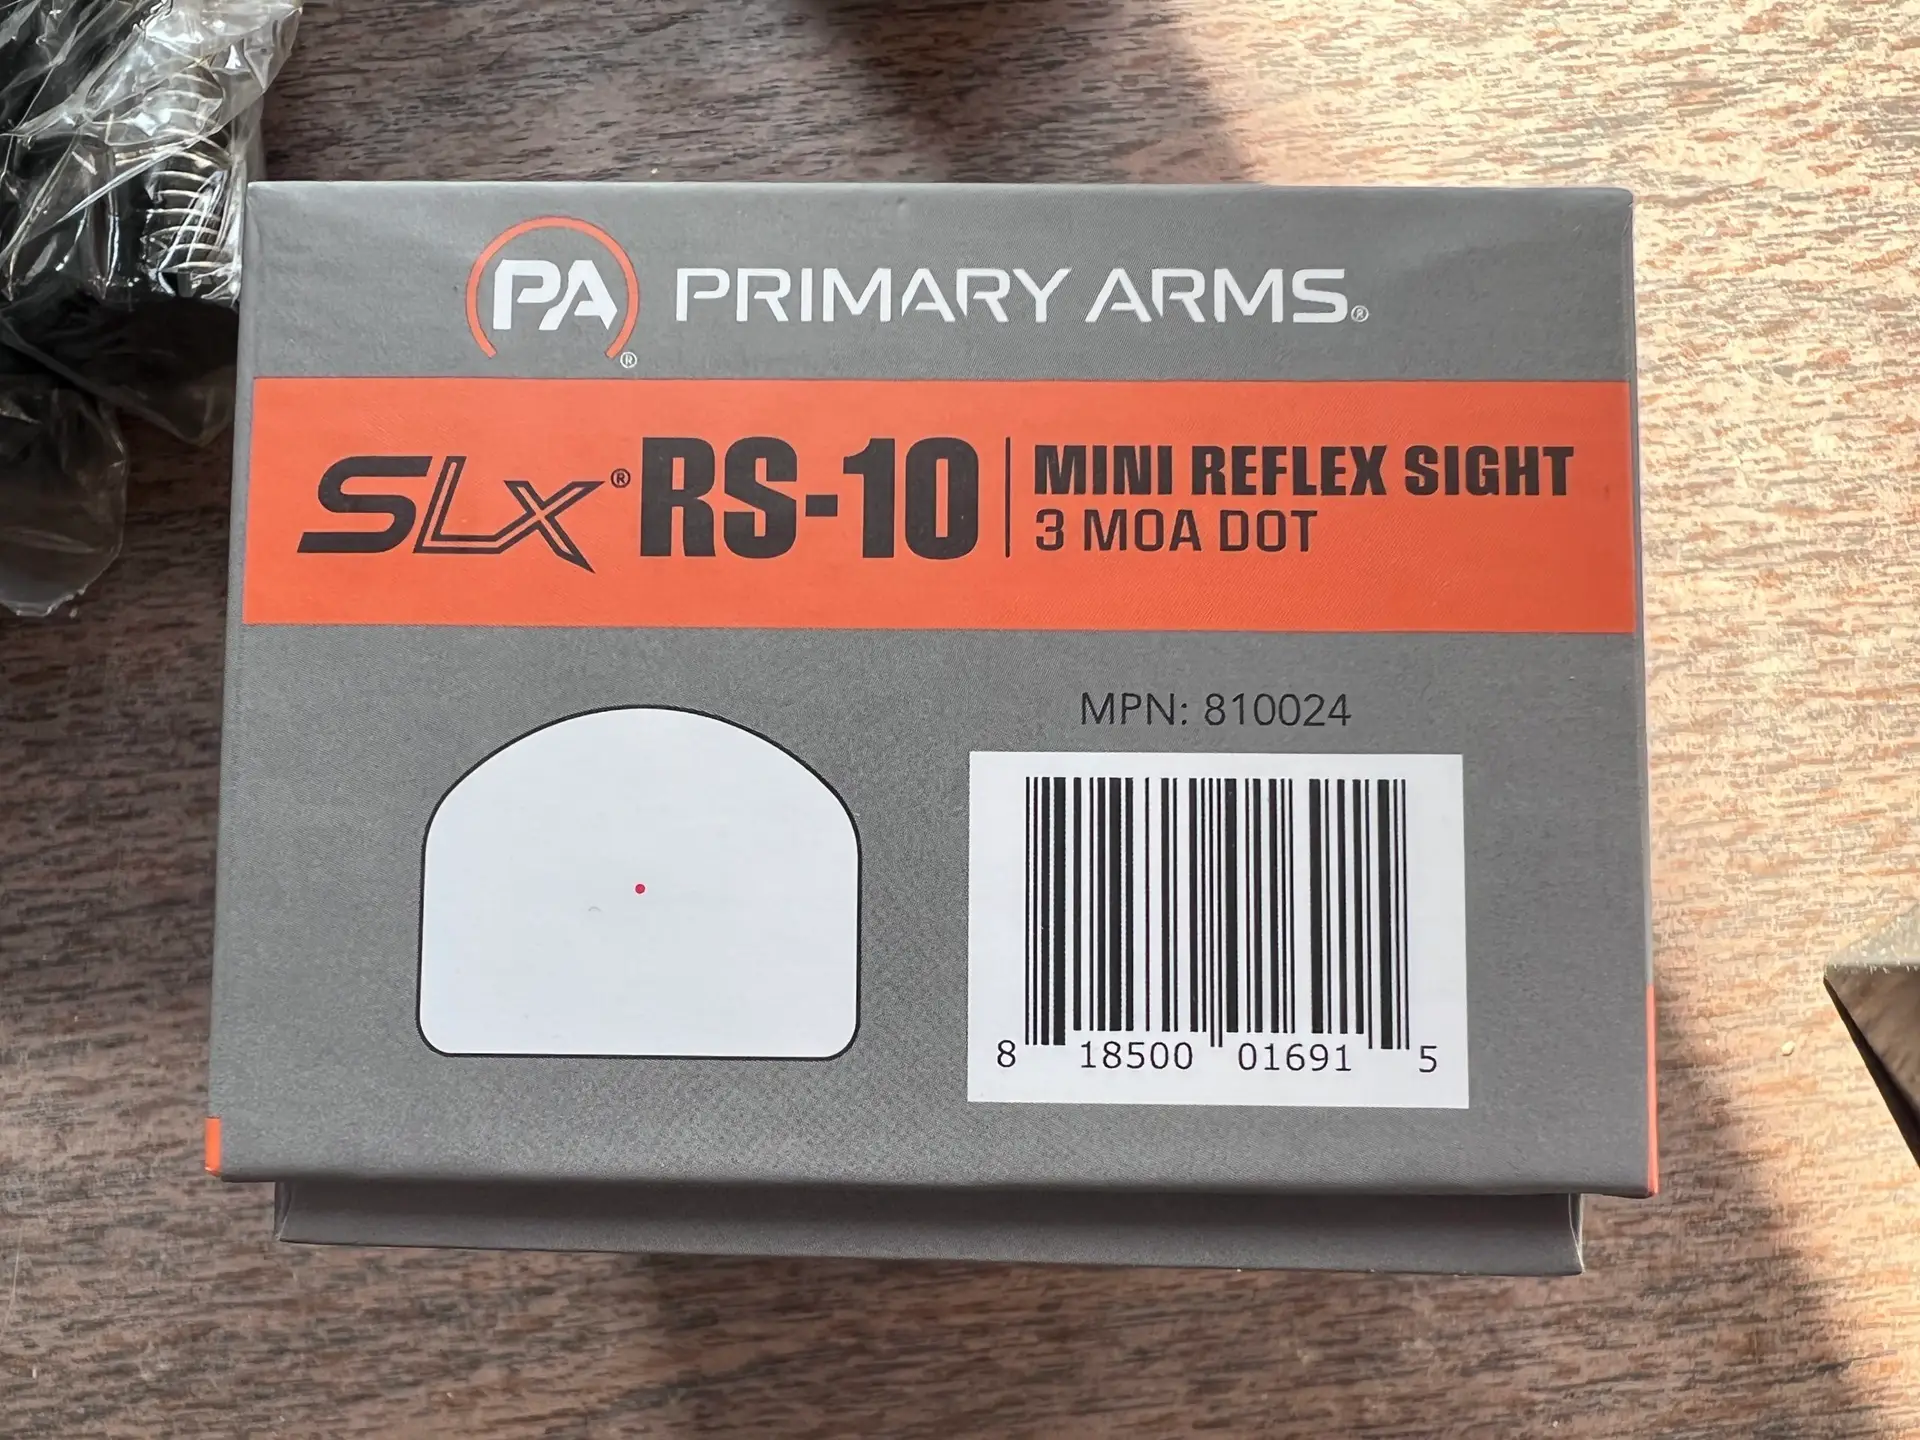 PA® PRIMARY ARMS®
SLx® RS-10
MINI REFLEX SIGHT
3 MOA DOT
MPN: 810024
8 18500 01691 5